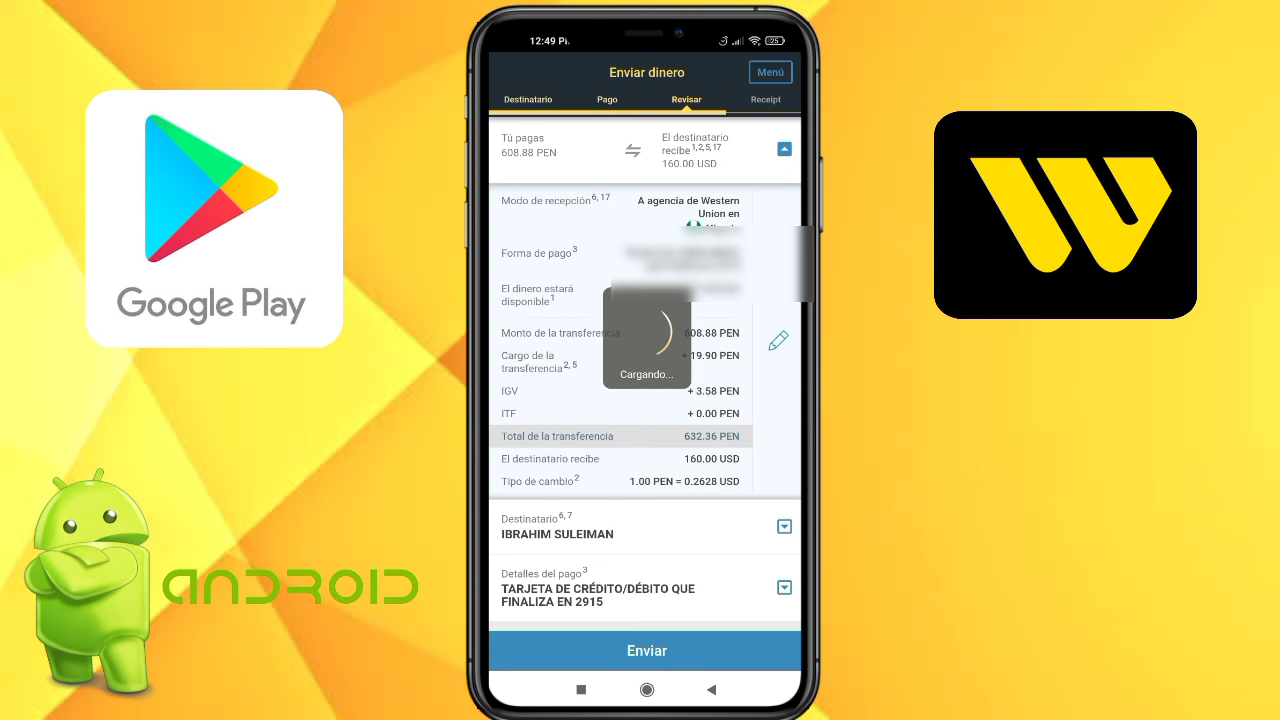 12:49
25
Enviar dinero
Menú
Destinatario
Pago
Revisar
Receipt
Tú pagas
608.88 PEN
El destinatario
recibe1,2,5,17
160.00 USD
Modo de recepción6, 17
A agencia de Western
Union en
Forma de pago3
El dinero estará
disponible1
Monto de la transferencia
608.88 PEN
Cargo de la
transferencia2, 5
+ 19.90 PEN
Cargando...
IGV
+ 3.58 PEN
ITF
+ 0.00 PEN
Total de la transferencia
632.36 PEN
El destinatario recibe
160.00 USD
Tipo de cambio2
1.00 PEN = 0.2628 USD
Destinatario6, 7
IBRAHIM SULEIMAN
Detalles del pago3
TARJETA DE CRÉDITO/DÉBITO QUE
FINALIZA EN 2915
Enviar
Google Play
ANDROID
W